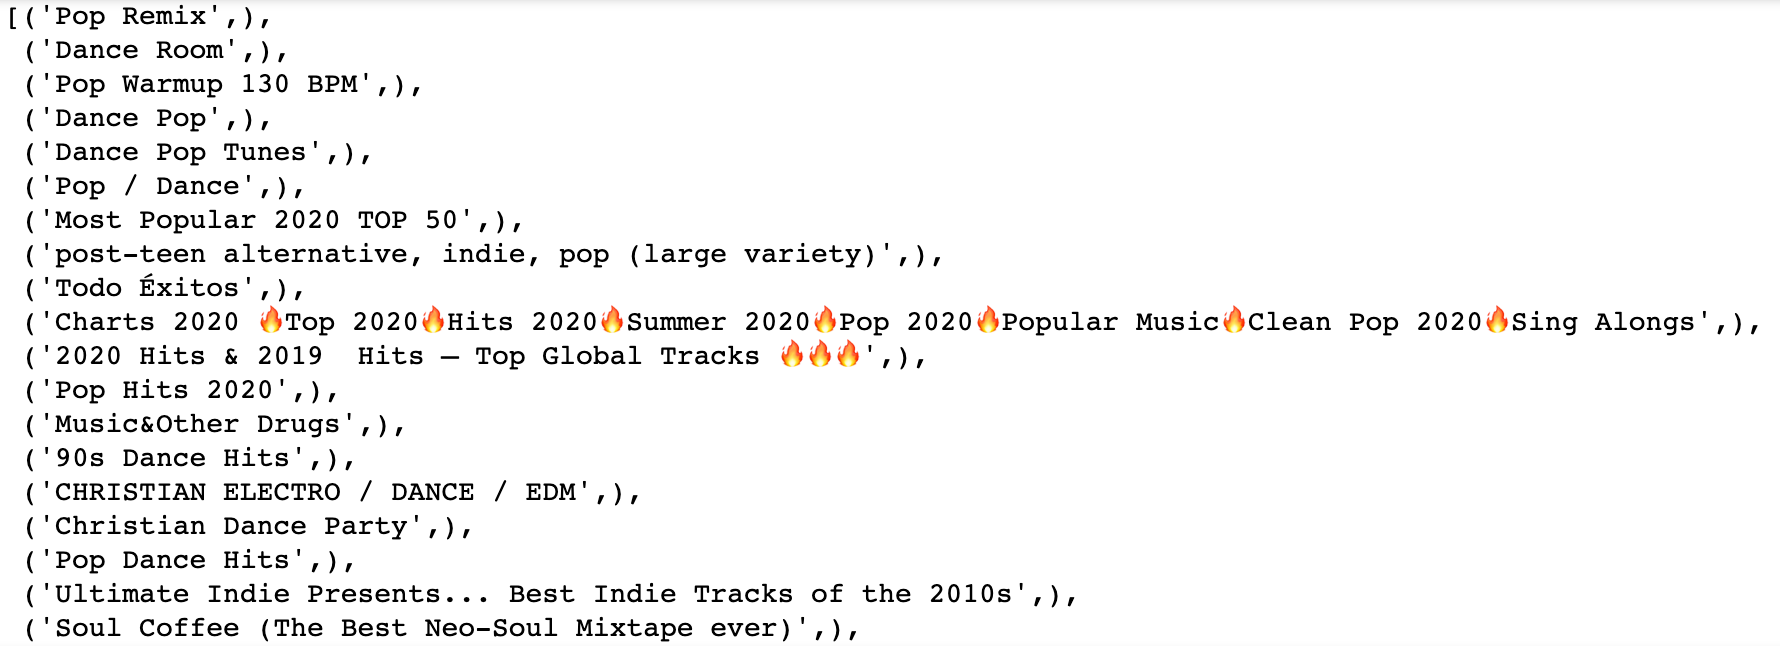 [('Pop Remix',),
('Dance Room',),
('Pop Warmup 130 BPM',),
('Dance Pop',),
('Dance Pop Tunes',),
('Pop / Dance',),
('Most Popular 2020 TOP 50',),
('post-teen alternative, indie, pop (large variety)',),
('Todo Éxitos',),
('Charts 2020 🔥Top 2020🔥Hits 2020🔥Summer 2020🔥Pop 2020🔥Popular Music🔥Clean Pop 2020🔥Sing Alongs',),
('2020 Hits & 2019  Hits – Top Global Tracks 🔥🔥🔥',),
('Pop Hits 2020',),
('Music&Other Drugs',),
('90s Dance Hits',),
('CHRISTIAN ELECTRO / DANCE / EDM',),
('Christian Dance Party',),
('Pop Dance Hits',),
('Ultimate Indie Presents... Best Indie Tracks of the 2010s',),
('Soul Coffee (The Best Neo-Soul Mixtape ever)',),